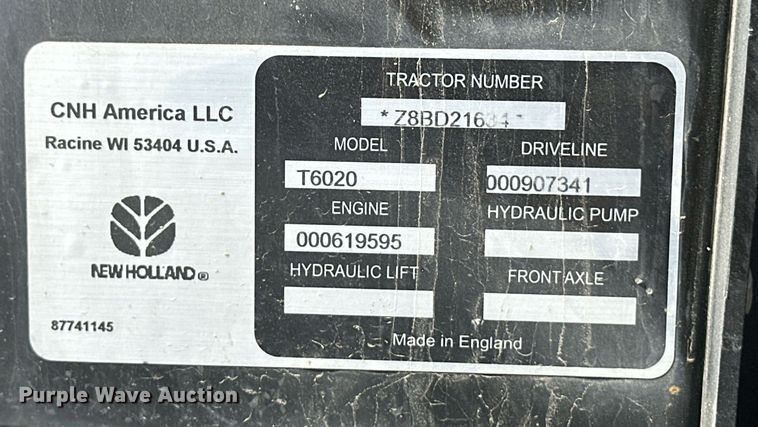 CNH America LLC
Racine WI 53404 U.S.A.
NEW HOLLAND®
87741145
TRACTOR NUMBER
*Z8BD21634*
MODEL
T6020
DRIVELINE
000907341
ENGINE
000619595
HYDRAULIC PUMP
HYDRAULIC LIFT
FRONT AXLE
Made in England
Purple Wave Auction